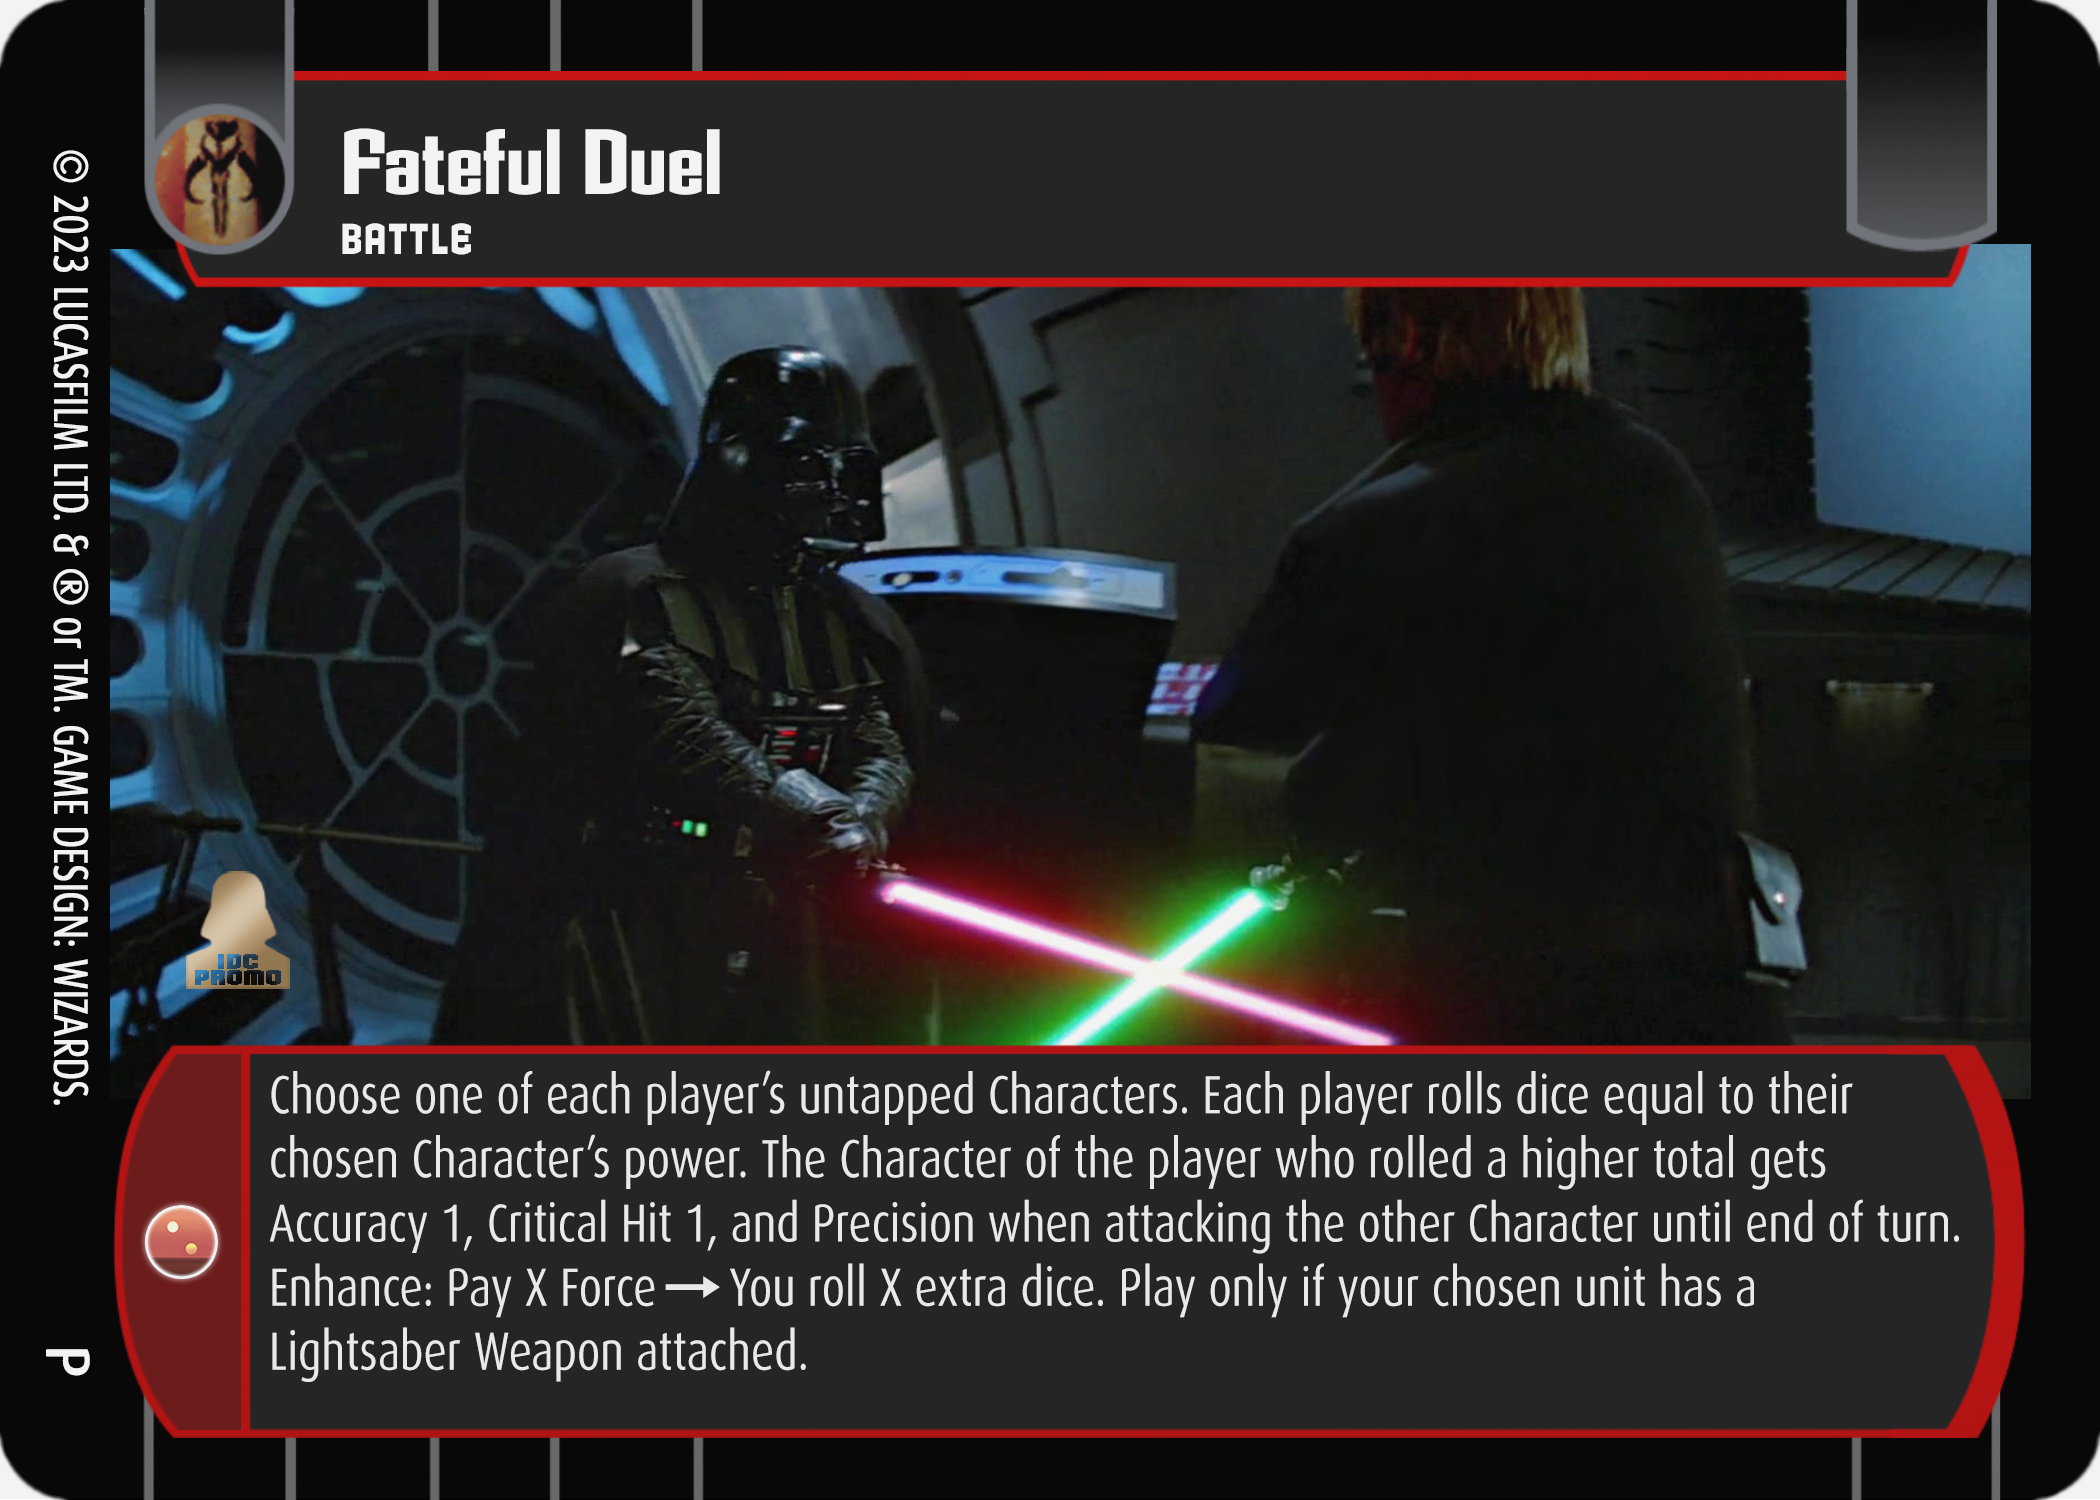 Fateful Duel
BATTLE
© 2023 LUCASFILM LTD. & ® or TM. GAME DESIGN: WIZARDS.
IDC
PROMO
Choose one of each player's untapped Characters. Each player rolls dice equal to their
chosen Character's power. The Character of the player who rolled a higher total gets
Accuracy 1, Critical Hit 1, and Precision when attacking the other Character until end of turn.
Enhance: Pay X Force → You roll X extra dice. Play only if your chosen unit has a
Lightsaber Weapon attached.
P